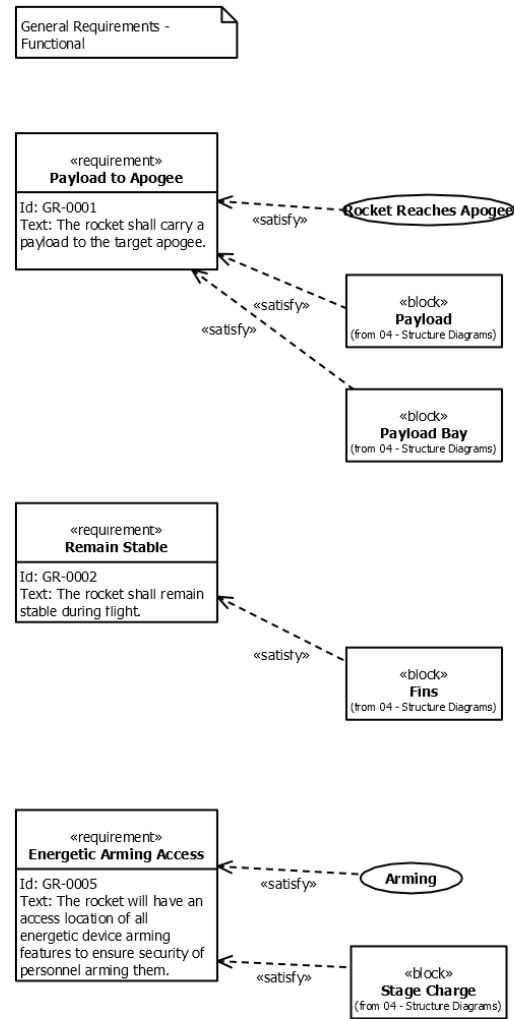 General Requirements -
Functional
«requirement»
Payload to Apogee
Id: GR-0001
Text: The rocket shall carry a
payload to the target apogee.
«satisfy»
Rocket Reaches Apogee
«satisfy»
«block»
Payload
(from 04 - Structure Diagrams)
«satisfy»
«block»
Payload Bay
(from 04 - Structure Diagrams)
«requirement»
Remain Stable
Id: GR-0002
Text: The rocket shall remain
stable during flight.
«satisfy»
«block»
Fins
(from 04 - Structure Diagrams)
«requirement»
Energetic Arming Access
Id: GR-0005
Text: The rocket will have an
access location of all
energetic device arming
features to ensure security of
personnel arming them.
«satisfy»
Arming
«satisfy»
«block»
Stage Charge
(from 04 - Structure Diagrams)